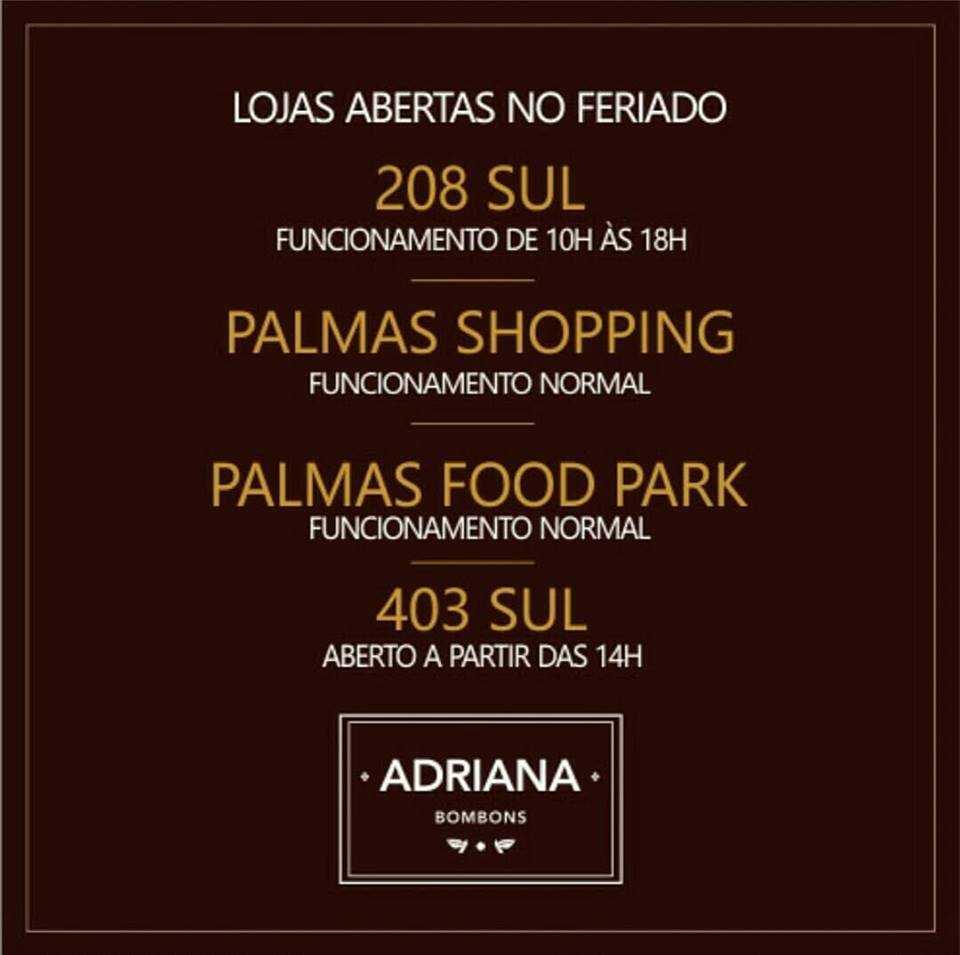 LOJAS ABERTAS NO FERIADO
208 SUL
FUNCIONAMENTO DE 10H ÀS 18H
PALMAS SHOPPING
FUNCIONAMENTO NORMAL
PALMAS FOOD PARK
FUNCIONAMENTO NORMAL
403 SUL
ABERTO A PARTIR DAS 14H
ADRIANA
BOMBONS